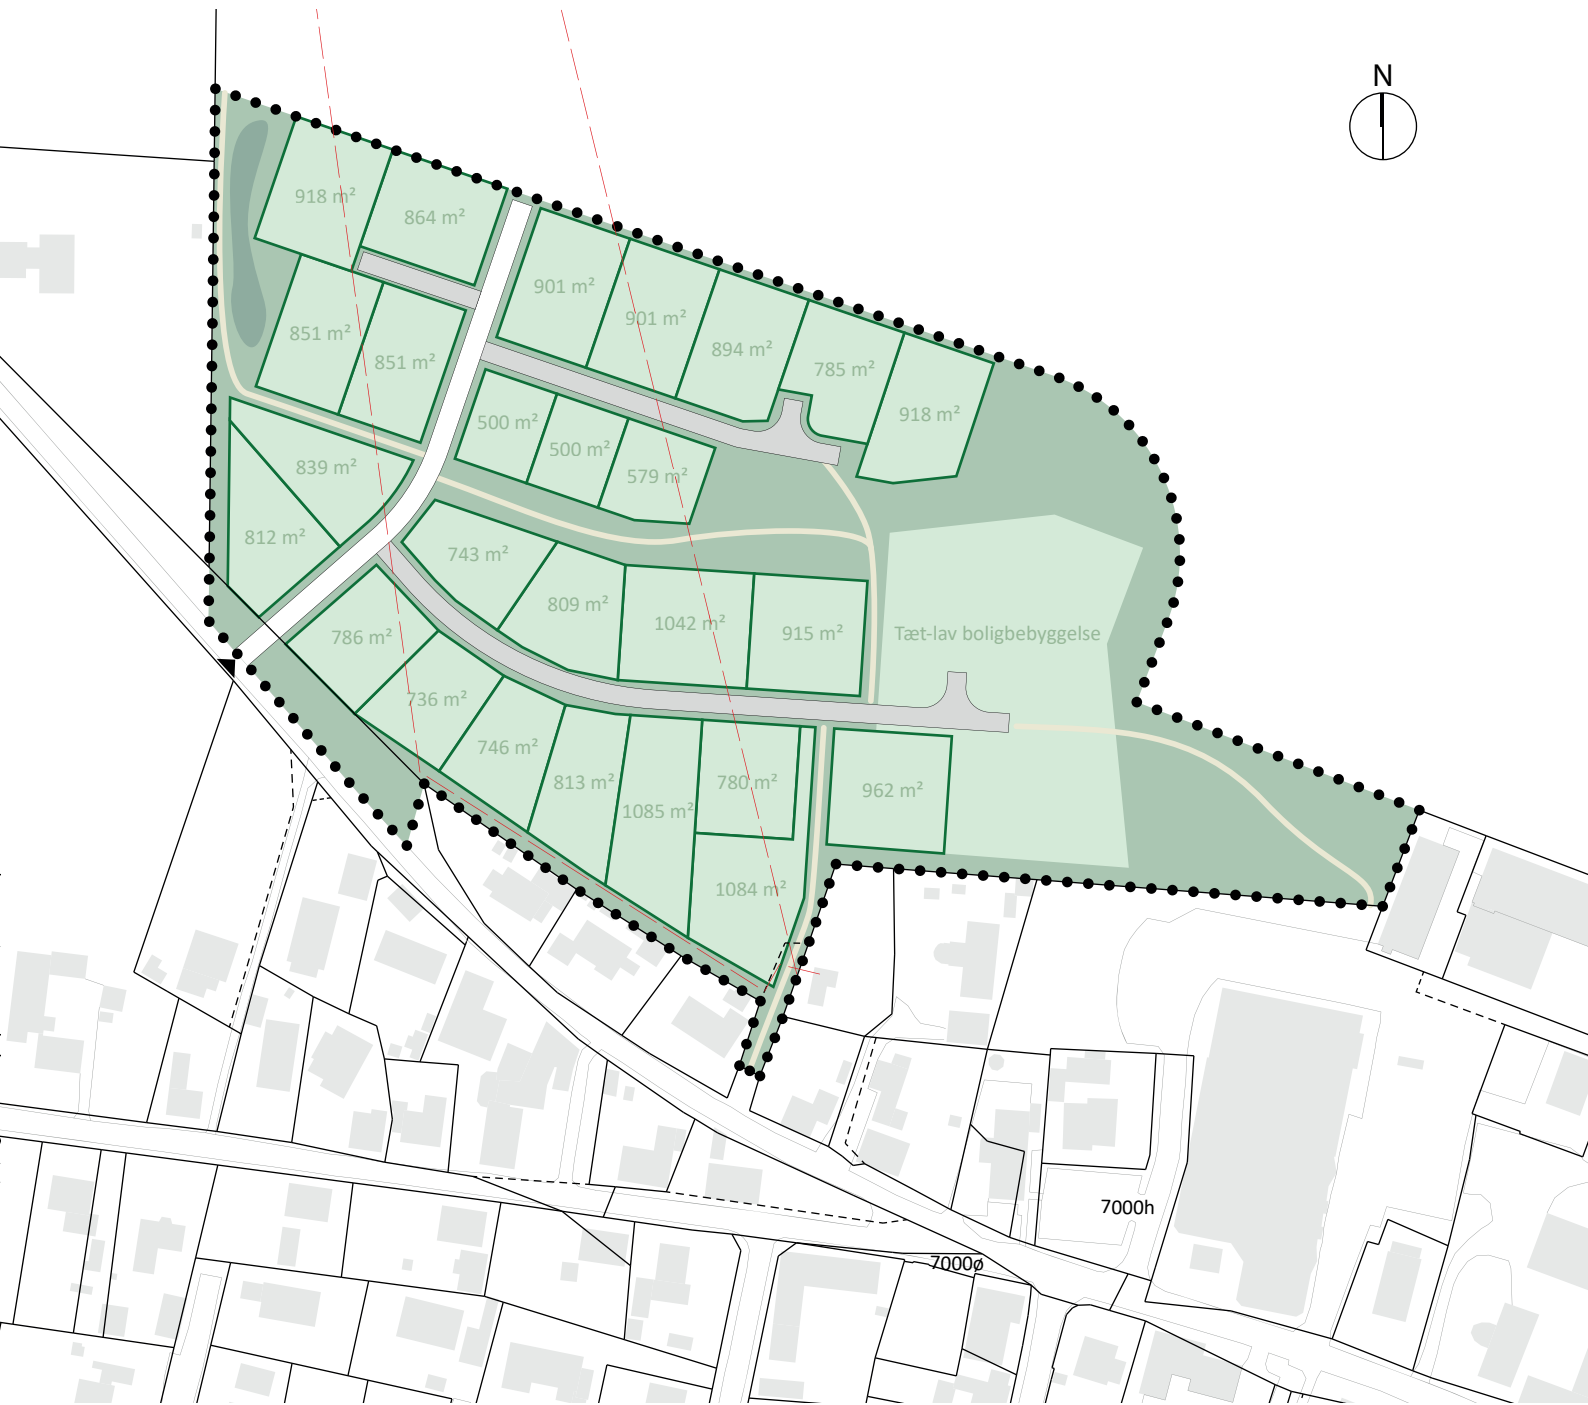 N
918 m²
864 m²
901 m²
901 m²
894 m²
785 m²
918 m²
851 m²
851 m²
500 m²
500 m²
579 m²
839 m²
812 m²
743 m²
809 m²
1042 m²
915 m²
Tæt-lav boligbebyggelse
786 m²
736 m²
746 m²
813 m²
1085 m²
780 m²
962 m²
1084 m²
7000h
7000ø